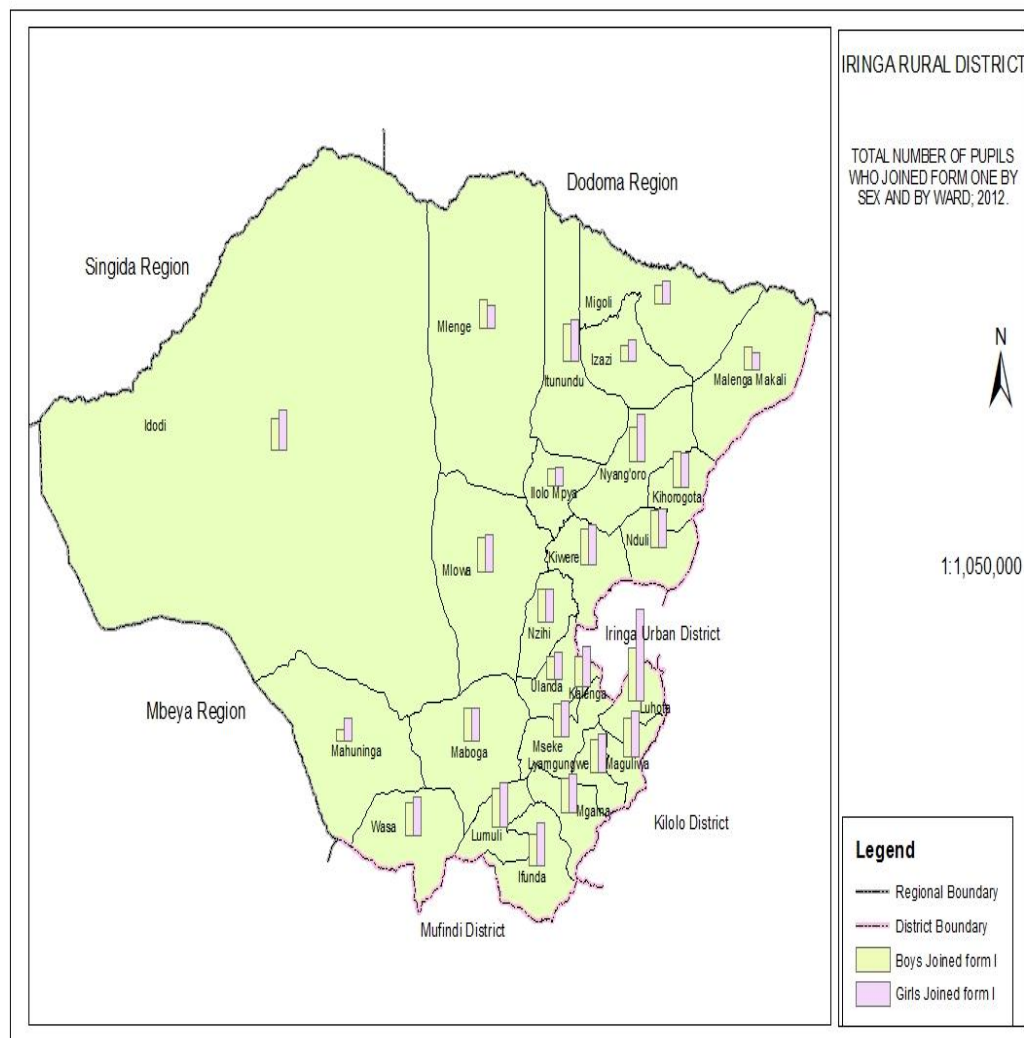 IRINGA RURAL DISTRICT
TOTAL NUMBER OF PUPILS
WHO JOINED FORM ONE BY
SEX AND BY WARD; 2012.
Dodoma Region
Singida Region
Migoli
Mlenge
Izazi
Itunundu
Malenga Makali
N
Idodi
Nyang'oro
Ilolo Mpya
Kihorogota
Nduli
Kiwere
Mlowa
1:1,050,000
Nzihi
Iringa Urban District
Ulanda
Kalenga
Luhota
Mbeya Region
Mahuninga
Maboga
Mseke
Lyamgungwe
Maguliwa
Mgama
Wasa
Lumuli
Kilolo District
Ifunda
Mufindi District
Legend
Regional Boundary
District Boundary
Boys Joined form I
Girls Joined form I